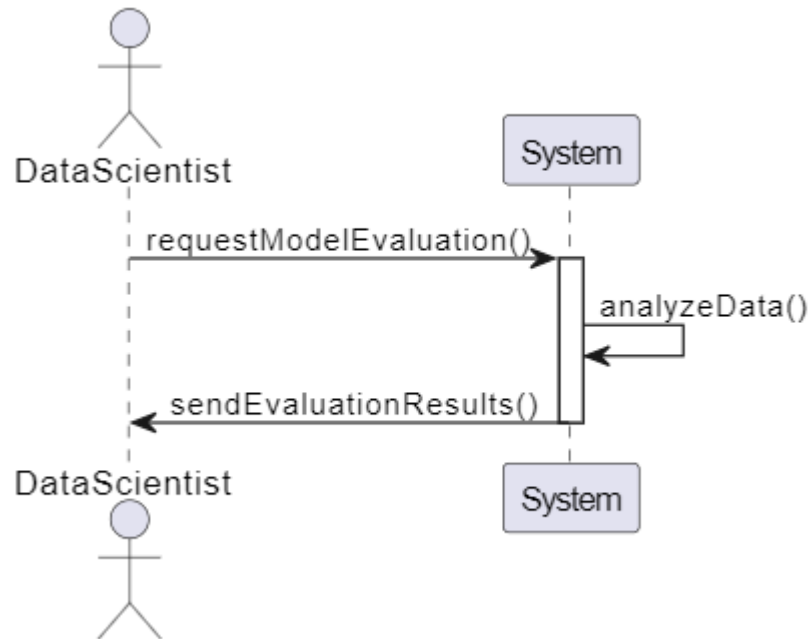 DataScientist
System
requestModelEvaluation()
analyzeData()
sendEvaluationResults()
DataScientist
System